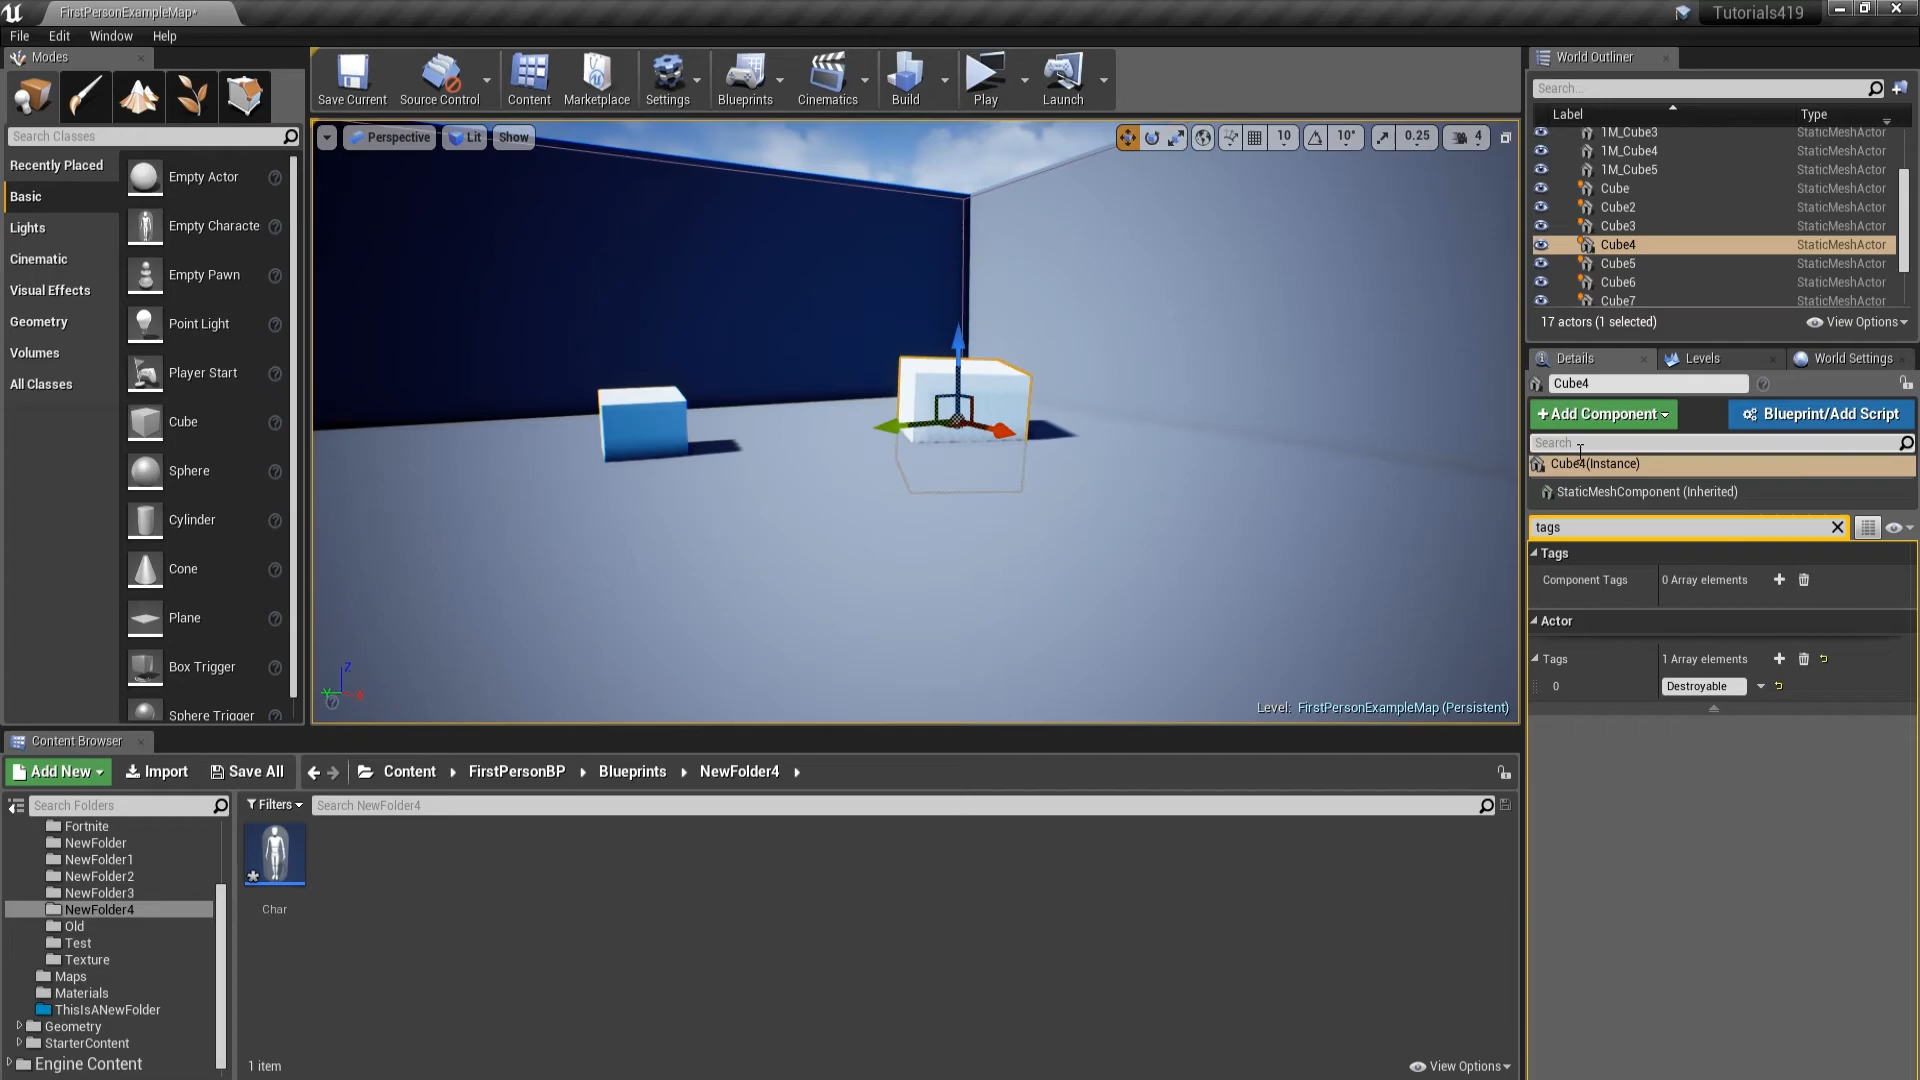 FirstPersonExampleMap*
Tutorials419
File Edit Window Help
Modes
World Outliner
Save Current
Source Control
Content
Marketplace
Settings
Blueprints
Cinematics
Build
Play
Launch
Search...
Search Classes
Label
Type
Perspective
Lit
Show
10
10°
0.25
4
1M_Cube3 StaticMeshActor
1M_Cube4 StaticMeshActor
1M_Cube5 StaticMeshActor
Cube StaticMeshActor
Cube2 StaticMeshActor
Cube3 StaticMeshActor
Cube4 StaticMeshActor
Cube5 StaticMeshActor
Cube6 StaticMeshActor
Cube7 StaticMeshActor
17 actors (1 selected)
View Options
Recently Placed
Basic
Lights
Cinematic
Visual Effects
Geometry
Volumes
All Classes
Empty Actor
Empty Characte
Empty Pawn
Point Light
Player Start
Cube
Sphere
Cylinder
Cone
Plane
Box Trigger
Sphere Trigger
Z
Y
X
Level: FirstPersonExampleMap (Persistent)
Details
Levels
World Settings
Cube4
+Add Component
Blueprint/Add Script
Search
Cube4(Instance)
StaticMeshComponent (Inherited)
tags
Tags
Component Tags 0 Array elements
Actor
Tags 1 Array elements
0 Destroyable
Content Browser
Add New
Import
Save All
Content
FirstPersonBP
Blueprints
NewFolder4
Search Folders
Filters
Search NewFolder4
Fortnite
NewFolder
NewFolder1
NewFolder2
NewFolder3
NewFolder4
Old
Test
Texture
Maps
Materials
ThisIsANewFolder
Geometry
StarterContent
Engine Content
Char
1 item
View Options